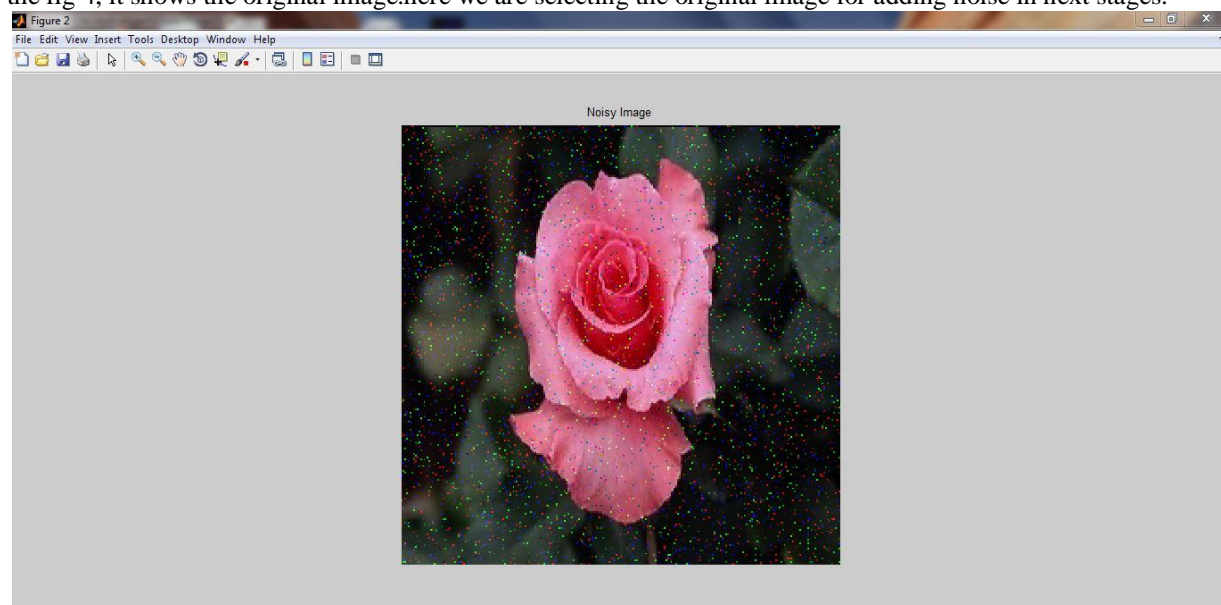 the fig 4, it shows the original image.here we are selecting the original image for adding noise in next stages.
Figure 2
File Edit View Insert Tools Desktop Window Help
Noisy Image